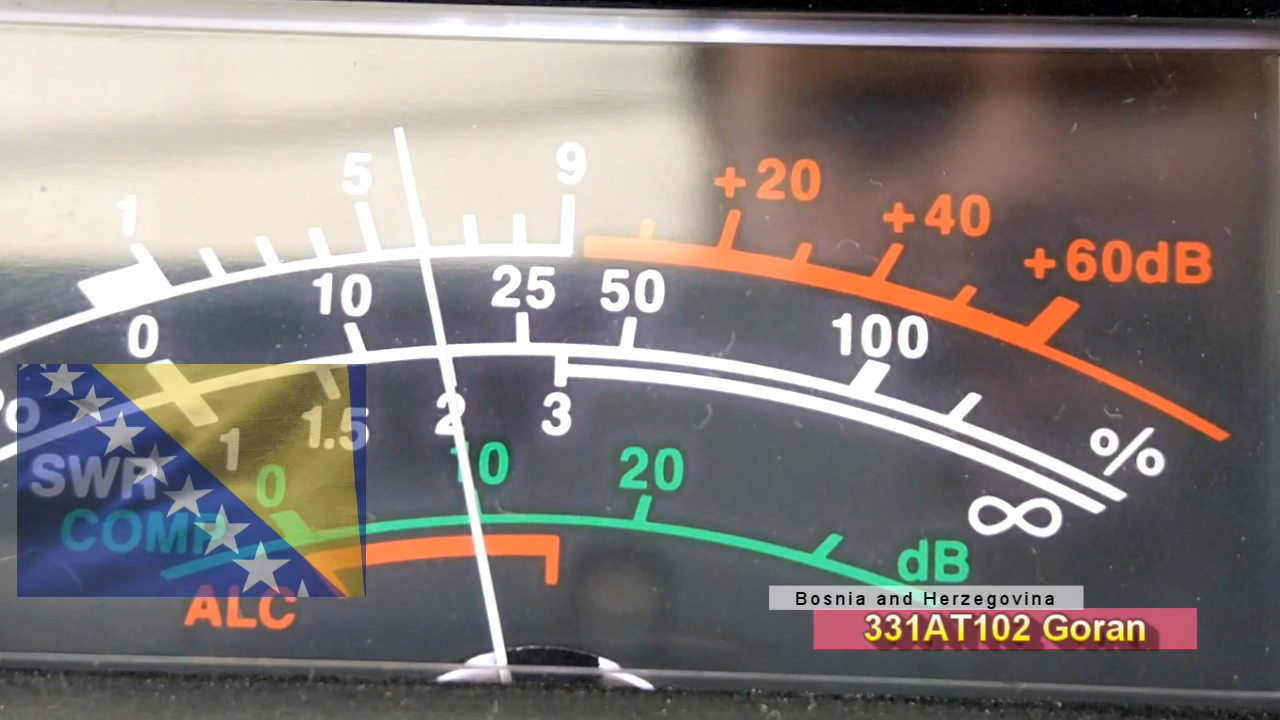 1 5 9 +20 +40 +60dB
0 10 25 50 100 %
1 1.5 2 3 ∞
SWR
0 10 20 dB
COMP
ALC
Bosnia and Herzegovina
331AT102 Goran